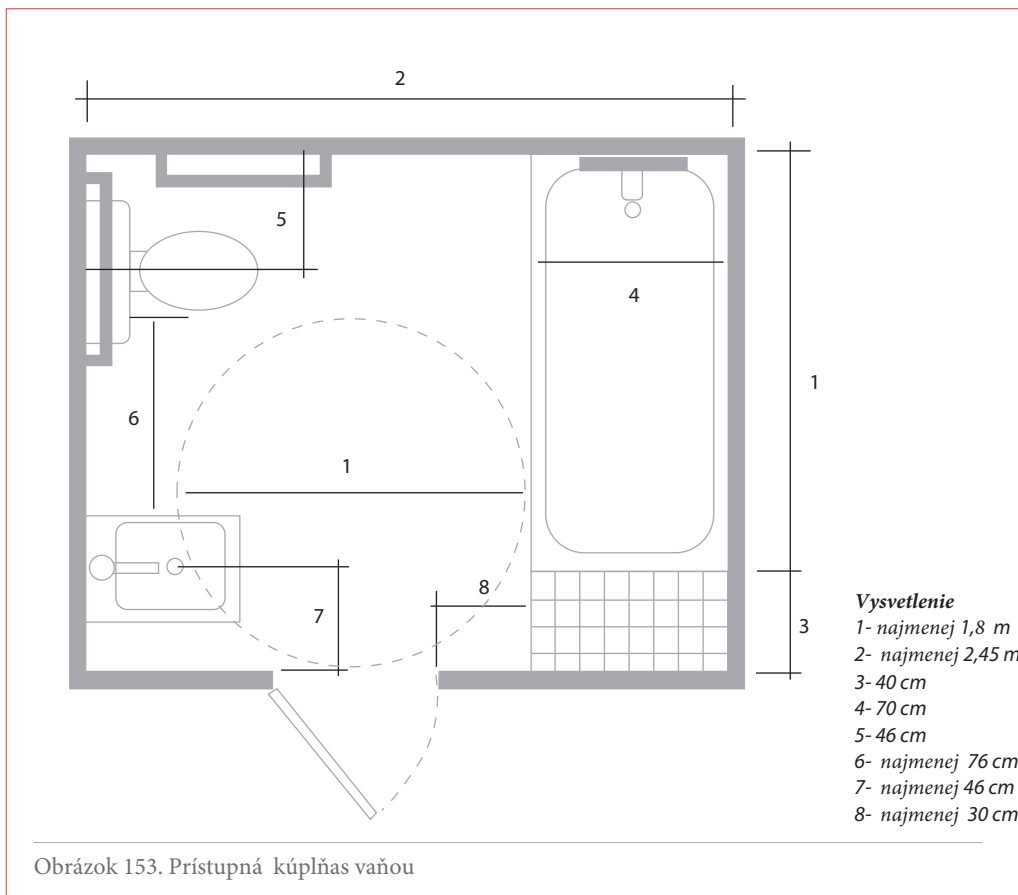 2
5
4
1
6
1
8
7
3
Vysvetlenie
1- najmenej 1,8 m
2- najmenej 2,45 m
3- 40 cm
4- 70 cm
5- 46 cm
6- najmenej 76 cm
7- najmenej 46 cm
8- najmenej 30 cm
Obrázok 153. Prístupná kúpľňas vaňou